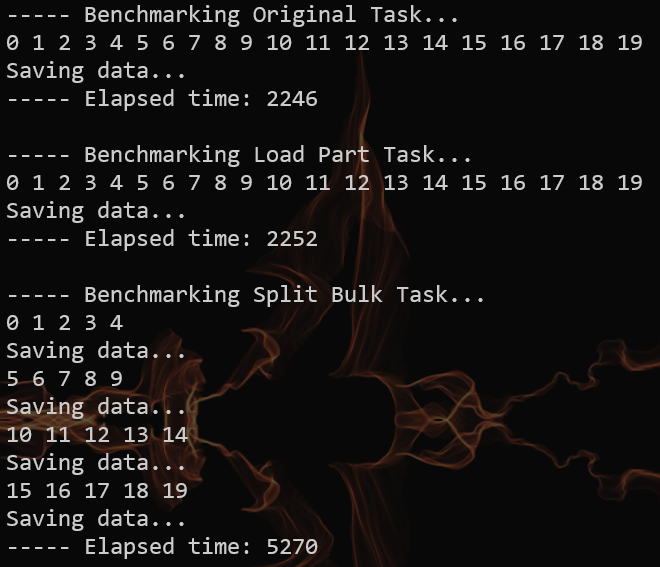 ----- Benchmarking Original Task...
0 1 2 3 4 5 6 7 8 9 10 11 12 13 14 15 16 17 18 19
Saving data...
----- Elapsed time: 2246
----- Benchmarking Load Part Task...
0 1 2 3 4 5 6 7 8 9 10 11 12 13 14 15 16 17 18 19
Saving data...
----- Elapsed time: 2252
----- Benchmarking Split Bulk Task...
0 1 2 3 4
Saving data...
5 6 7 8 9
Saving data...
10 11 12 13 14
Saving data...
15 16 17 18 19
Saving data...
----- Elapsed time: 5270